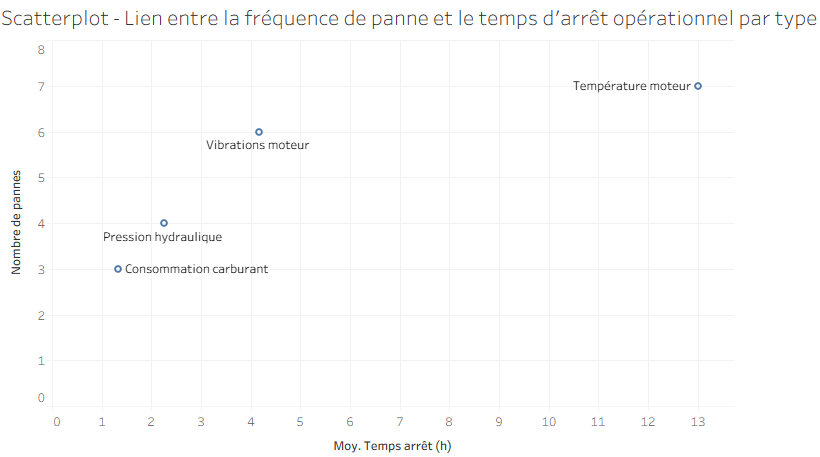 Scatterplot - Lien entre la fréquence de panne et le temps d’arrêt opérationnel par type
8
7
6
5
4
3
2
1
0
Nombre de pannes
Température moteur
Vibrations moteur
Pression hydraulique
Consommation carburant
0 1 2 3 4 5 6 7 8 9 10 11 12 13
Moy. Temps arrêt (h)